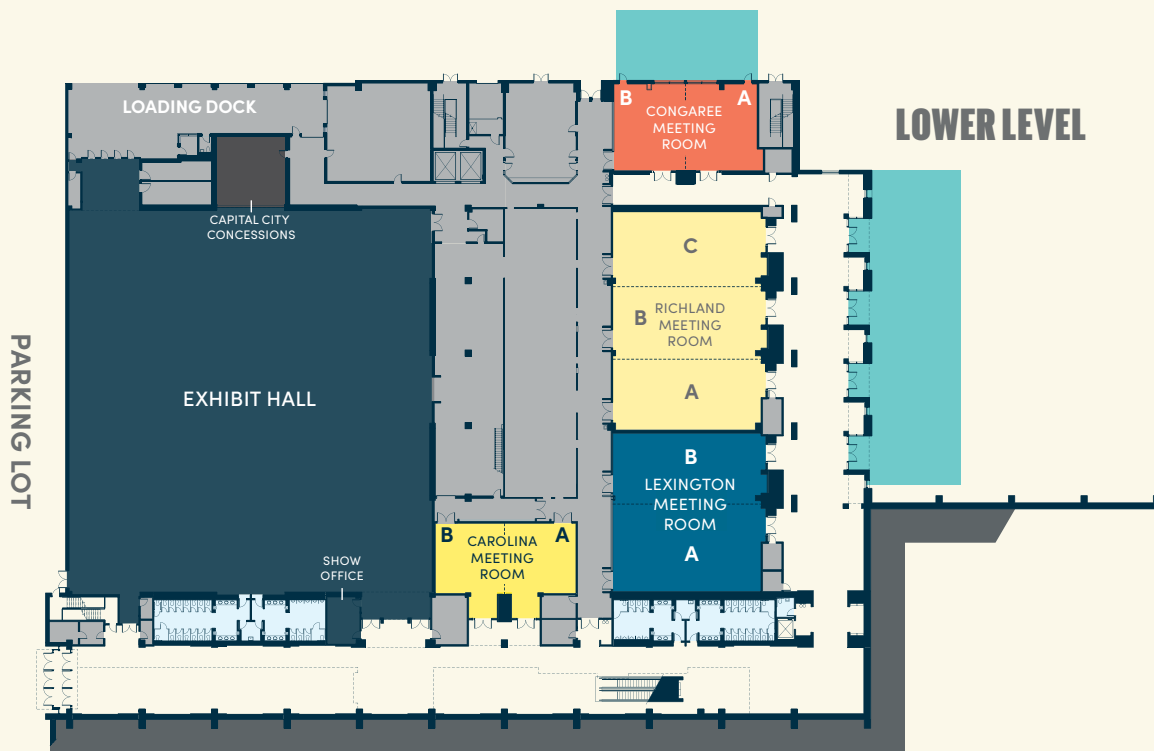 LOADING DOCK
B
A
CONGAREE
MEETING
ROOM
LOWER LEVEL
CAPITAL CITY
CONCESSIONS
C
B
RICHLAND
MEETING
ROOM
A
PARKING LOT
EXHIBIT HALL
B
LEXINGTON
MEETING
ROOM
A
B
A
CAROLINA
MEETING
ROOM
SHOW
OFFICE